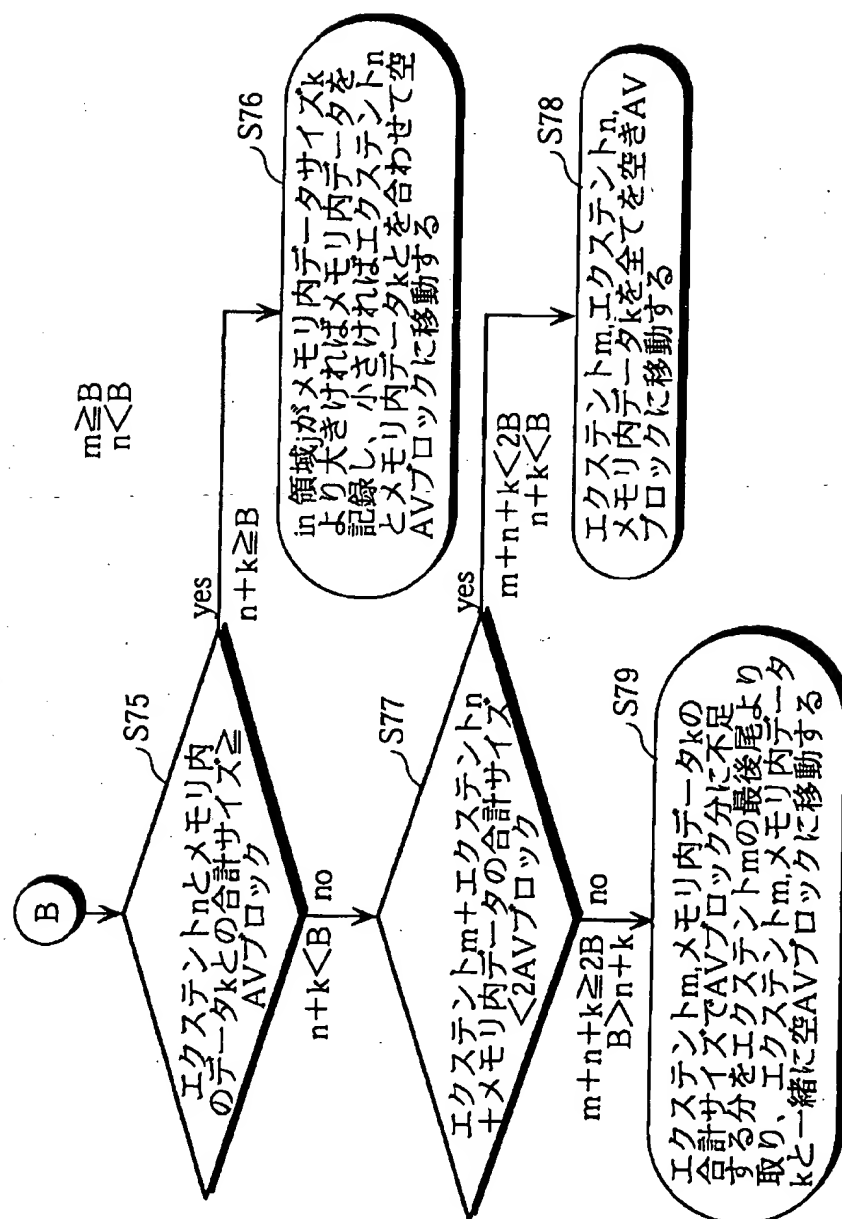 m≧B
n<B
B
S75
エクステントnとメモリ内
のデータkとの合計サイズ≧
AVブロック
yes
n+k≧B
S76
in領域jがメモリ内データサイズk
より大きければメモリ内データを
記録し、小さければエクステントn
とメモリ内データkとを合わせて空
AVブロックに移動する
no
n+k<B
S77
エクステントm+エクステントn
+メモリ内データの合計サイズ
<2AVブロック
yes
m+n+k<2B
n+k<B
S78
エクステントm,エクステントn,
メモリ内データkを全てを空きAV
ブロックに移動する
no
m+n+k≧2B
B>n+k
S79
エクステントm,メモリ内データkの
合計サイズでAVブロック分に不足
する分をエクステントmの最後尾より
取り、エクステントm,メモリ内データ
kと一緒に空AVブロックに移動する